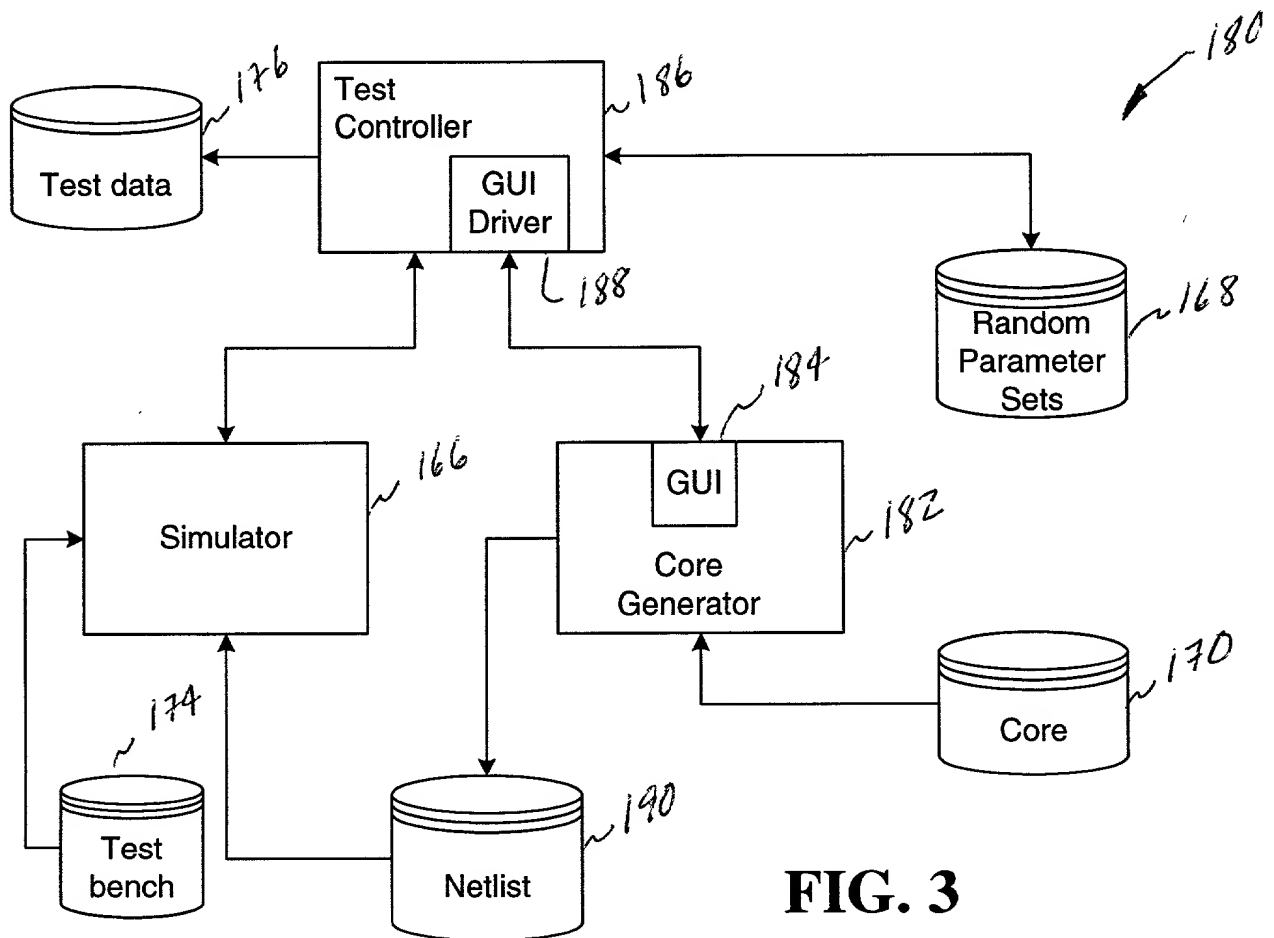 180
176
Test
Controller
186
Test data
GUI
Driver
188
168
Random
Parameter
Sets
184
166
GUI
182
Simulator
Core
Generator
170
174
Core
190
Test
bench
Netlist
FIG. 3